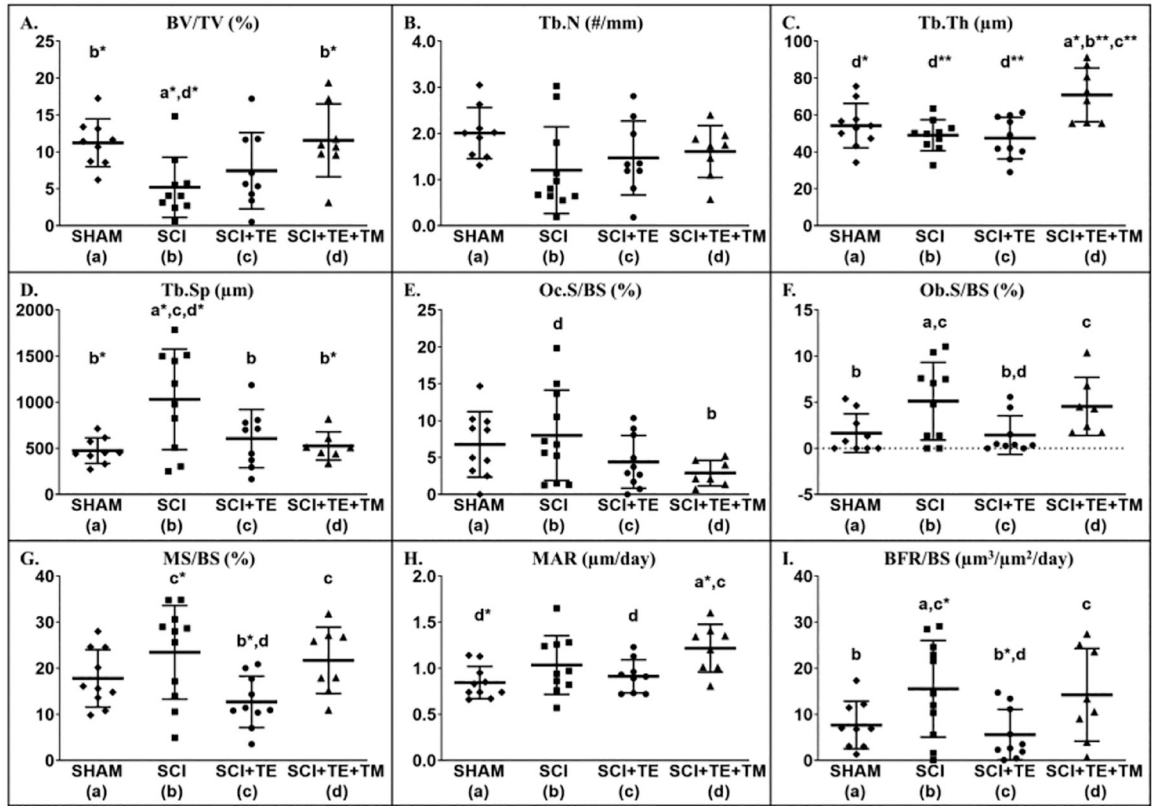 A. BV/TV (%)
25
20
15
10
5
0
b*
a*,d*
b*
SHAM SCI SCI+TE SCI+TE+TM
(a) (b) (c) (d)
B. Tb.N (#/mm)
4.0
3.0
2.0
1.0
0.0
SHAM SCI SCI+TE SCI+TE+TM
(a) (b) (c) (d)
C. Tb.Th (µm)
100
80
60
40
20
0
d*
d**
d**
a*,b**,c**
SHAM SCI SCI+TE SCI+TE+TM
(a) (b) (c) (d)
D. Tb.Sp (µm)
2000
1500
1000
500
0
b*
a*,c,d*
b
b*
SHAM SCI SCI+TE SCI+TE+TM
(a) (b) (c) (d)
E. Oc.S/BS (%)
25
20
15
10
5
0
d
b
SHAM SCI SCI+TE SCI+TE+TM
(a) (b) (c) (d)
F. Ob.S/BS (%)
15
10
5
0
-5
b
a,c
b,d
c
SHAM SCI SCI+TE SCI+TE+TM
(a) (b) (c) (d)
G. MS/BS (%)
40
30
20
10
0
c*
b*,d
c
SHAM SCI SCI+TE SCI+TE+TM
(a) (b) (c) (d)
H. MAR (µm/day)
2.0
1.5
1.0
0.5
0.0
d*
d
a*,c
SHAM SCI SCI+TE SCI+TE+TM
(a) (b) (c) (d)
I. BFR/BS (µm³/µm²/day)
40
30
20
10
0
b
a,c*
b*,d
c
SHAM SCI SCI+TE SCI+TE+TM
(a) (b) (c) (d)